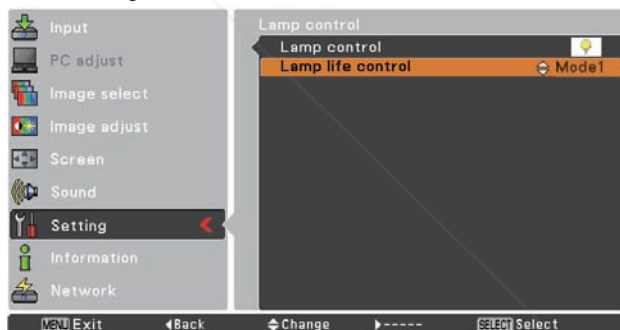 Input
PC adjust
Image select
Image adjust
Screen
Sound
Setting
Information
Network
Lamp control
Lamp control
Lamp life control Mode1
MENU Exit Back Change ----- SELECT Select